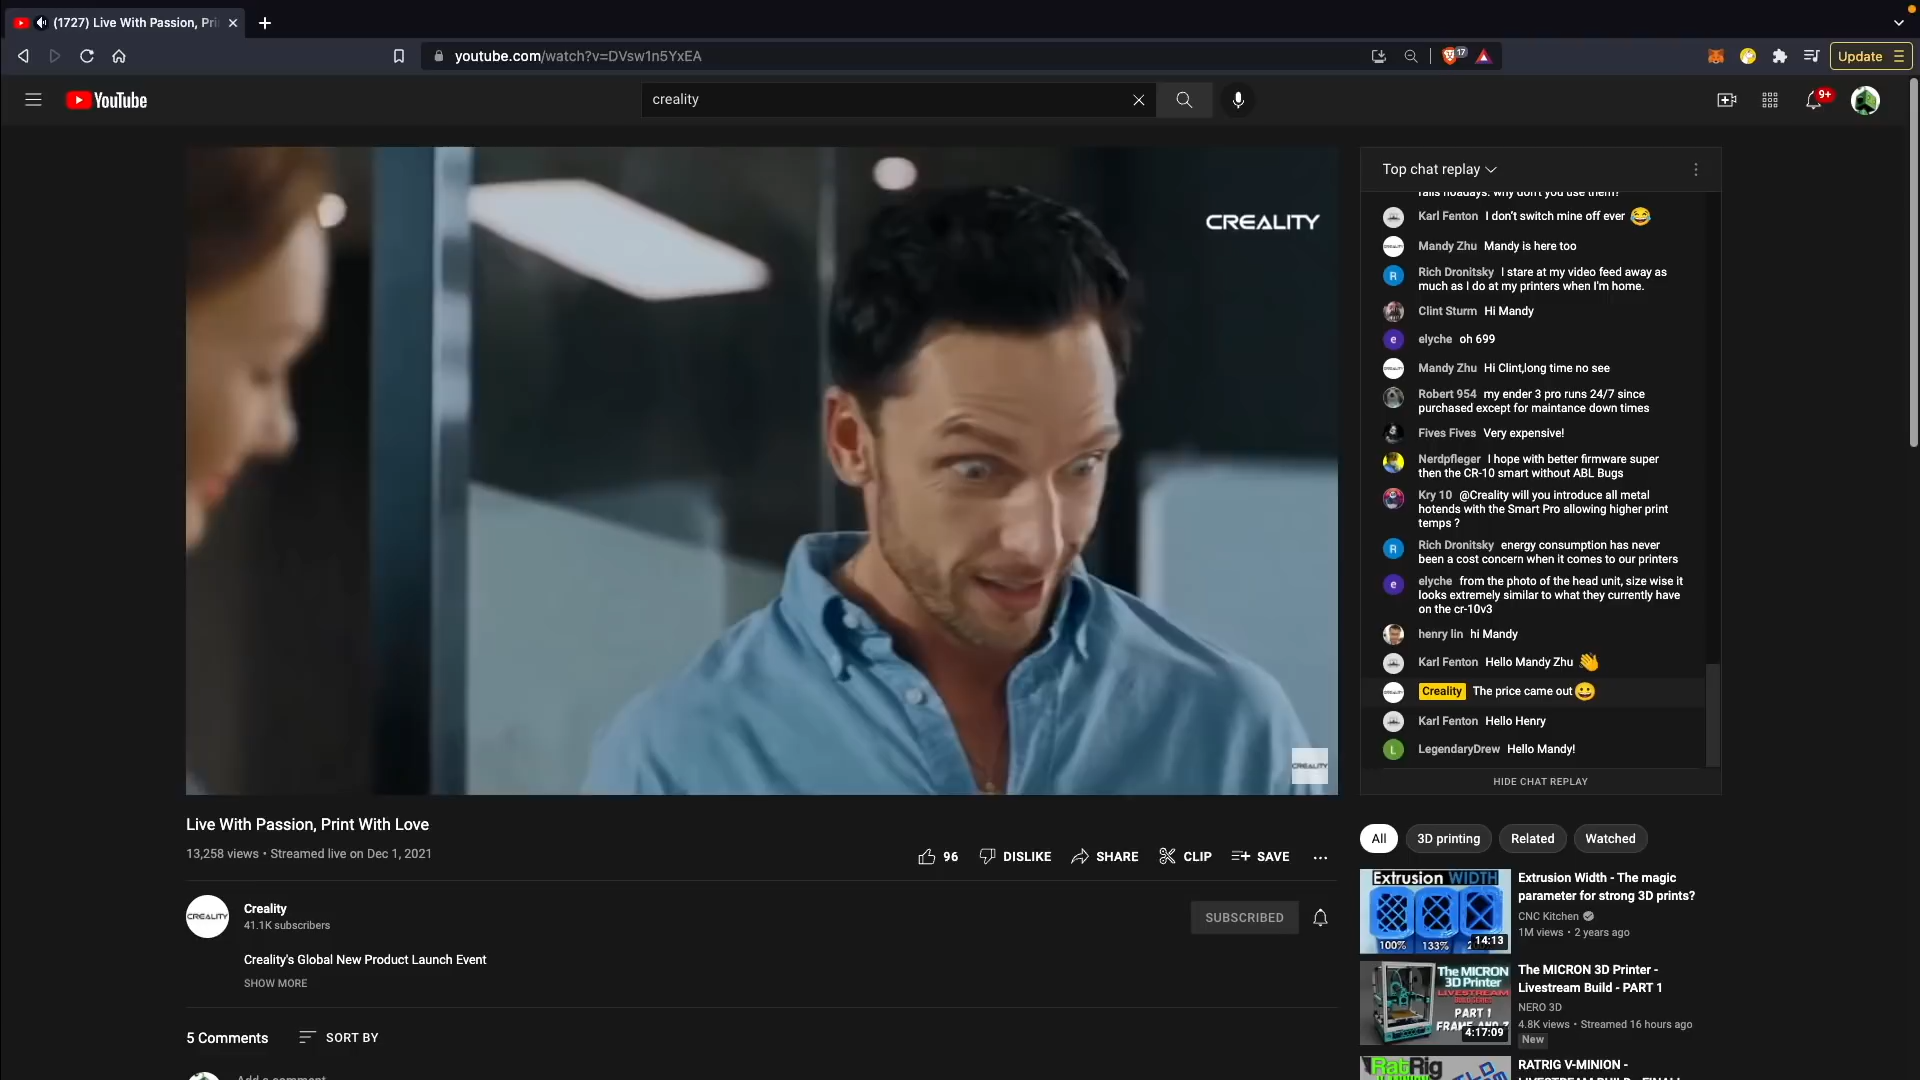 (1727) Live With Passion, Pri
youtube.com/watch?v=DVsw1n5YxEA
17
Update
YouTube
creality
9+
CREALITY
CREALITY
Top chat replay
Karl Fenton I don't switch mine off ever 😂
Mandy Zhu Mandy is here too
Rich Dronitsky I stare at my video feed away as
much as I do at my printers when I'm home.
Clint Sturm Hi Mandy
elyche oh 699
Mandy Zhu Hi Clint,long time no see
Robert 954 my ender 3 pro runs 24/7 since
purchased except for maintance down times
Fives Fives Very expensive!
Nerdpfleger I hope with better firmware super
then the CR-10 smart without ABL Bugs
Kry 10 @Creality will you introduce all metal
hotends with the Smart Pro allowing higher print
temps ?
Rich Dronitsky energy consumption has never
been a cost concern when it comes to our printers
elyche from the photo of the head unit, size wise it
looks extremely similar to what they currently have
on the cr-10v3
henry lin hi Mandy
Karl Fenton Hello Mandy Zhu 👋
Creality The price came out😀
Karl Fenton Hello Henry
LegendaryDrew Hello Mandy!
HIDE CHAT REPLAY
Live With Passion, Print With Love
13,258 views • Streamed live on Dec 1, 2021
96
DISLIKE
SHARE
CLIP
SAVE
CREALITY
Creality
41.1K subscribers
SUBSCRIBED
Creality's Global New Product Launch Event
SHOW MORE
5 Comments
SORT BY
Add a comment
All
3D printing
Related
Watched
Extrusion WIDTH
100%
133%
14:13
Extrusion Width - The magic
parameter for strong 3D prints?
CNC Kitchen
1M views • 2 years ago
The MICRON
3D Printer
LIVESTREAM
BUILD SERIES
PART 1
4:17:09
The MICRON 3D Printer -
Livestream Build - PART 1
NERO 3D
4.8K views • Streamed 16 hours ago
New
RatRig
RATRIG V-MINION -